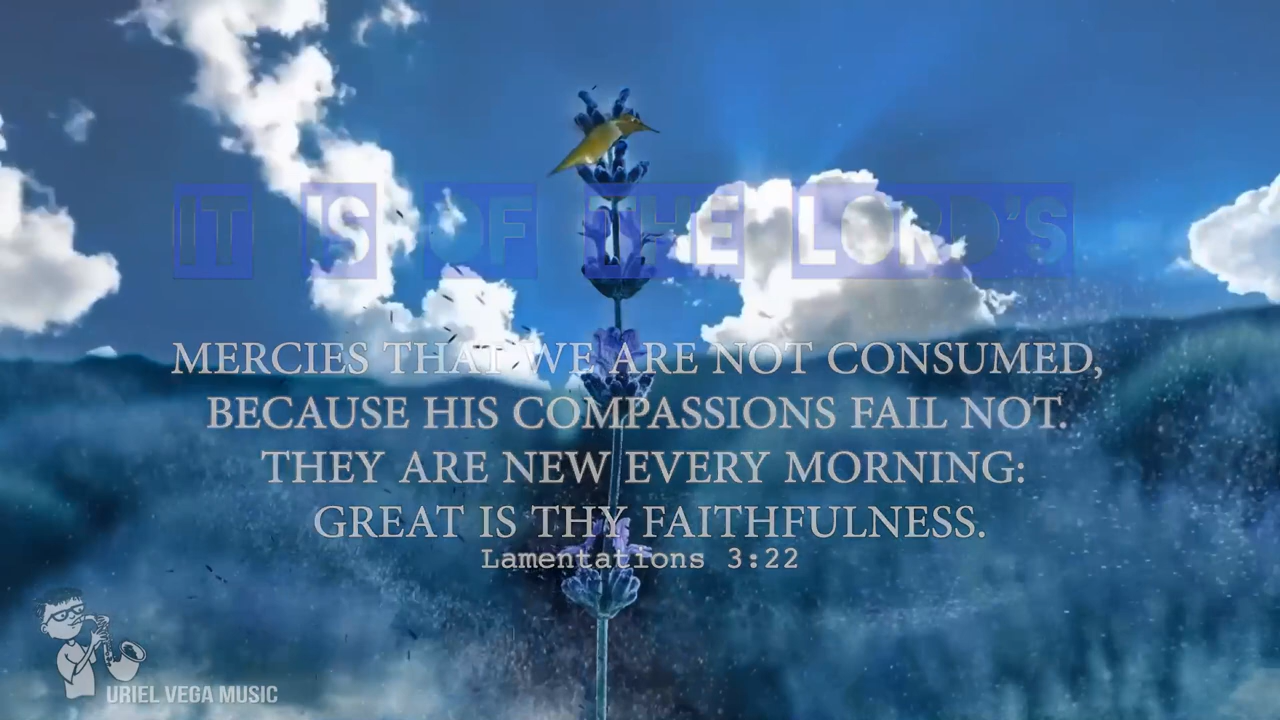 IT IS OF THE LORD'S
MERCIES THAT WE ARE NOT CONSUMED,
BECAUSE HIS COMPASSIONS FAIL NOT.
THEY ARE NEW EVERY MORNING:
GREAT IS THY FAITHFULNESS.
Lamentations 3:22
URIEL VEGA MUSIC